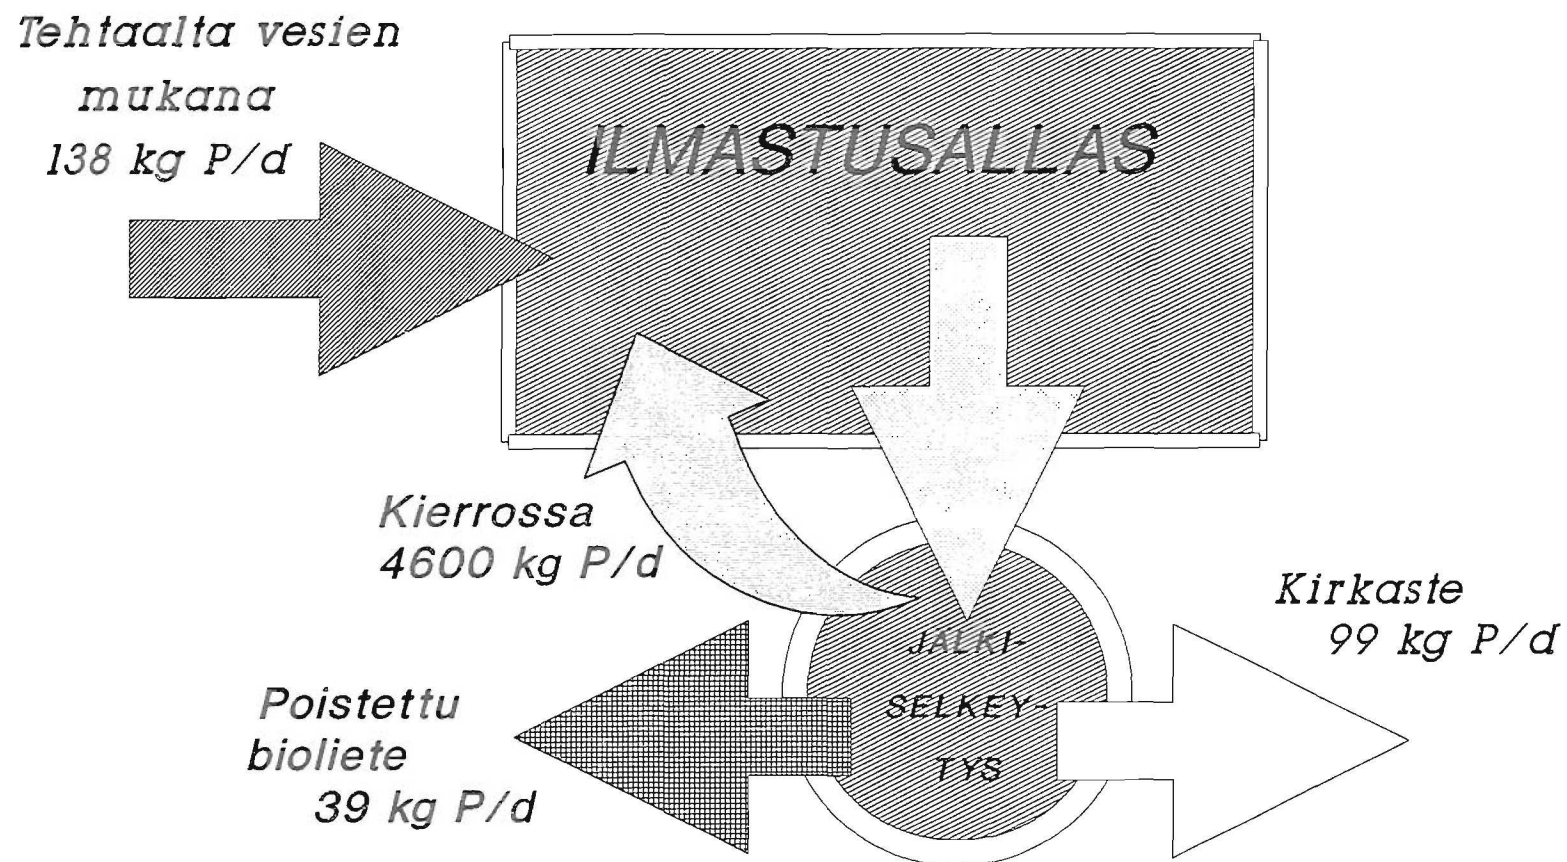 Tehtaalta vesien
mukana
138 kg P/d
ILMASTUSALLAS
Kierrossa
4600 kg P/d
Kirkaste
99 kg P/d
JÄLKI-
SELKEY-
TYS
Poistettu
bioliete
39 kg P/d